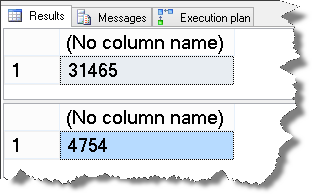 Results Messages Execution plan
(No column name)
1 31465
(No column name)
1 4754